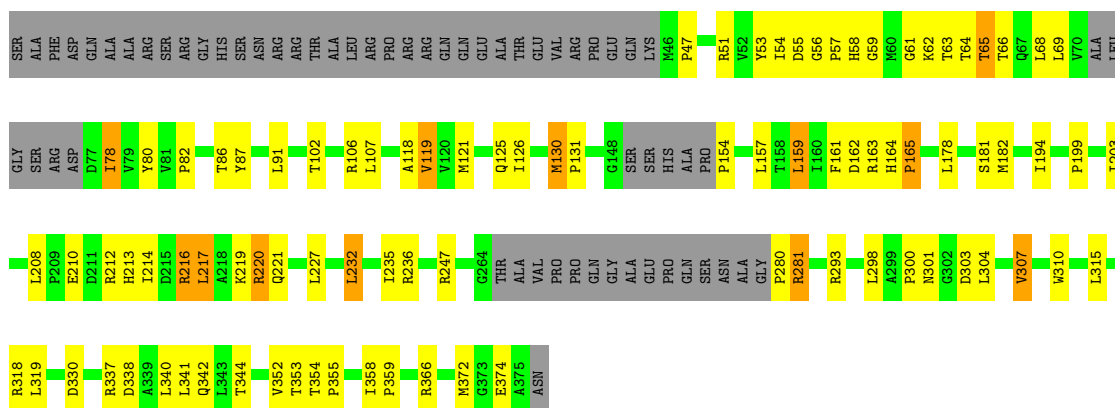 SER ALA PHE ASP GLN ALA ALA ARG SER ARG GLY HIS SER ASN ARG ARG THR ALA LEU ARG PRO ARG ARG GLN GLN GLU ALA THR GLU VAL ARG PRO GLU GLN LYS M46 P47 R51 V52 Y53 I54 D55 G56 P57 H58 G59 M60 G61 K62 T63 T64 T65 T66 Q67 L68 L69 V70 ALA LEU
GLY SER ARG ASP D77 I78 V79 Y80 V81 P82 T86 Y87 L91 T102 R106 L107 A118 V119 V120 M121 Q125 I126 M130 P131 G148 SER SER HIS ALA PRO P154 L157 T158 L159 I160 F161 D162 R163 H164 P165 L178 S181 M182 I194 P199
L208 P209 E210 D211 R212 H213 I214 D215 R216 L217 A218 K219 R220 Q221 L227 L232 I235 R236 R247 G264 THR ALA VAL PRO PRO GLN GLY ALA GLU PRO GLN SER ASN ALA GLY P280 R281 R293 L298 A299 P300 N301 G302 D303 L304 V307 W310 L315
R318 L319 D330 R337 D338 A339 L340 L341 Q342 L343 T344 V352 T353 T354 P355 I358 P359 R366 M372 G373 E374 A375 ASN